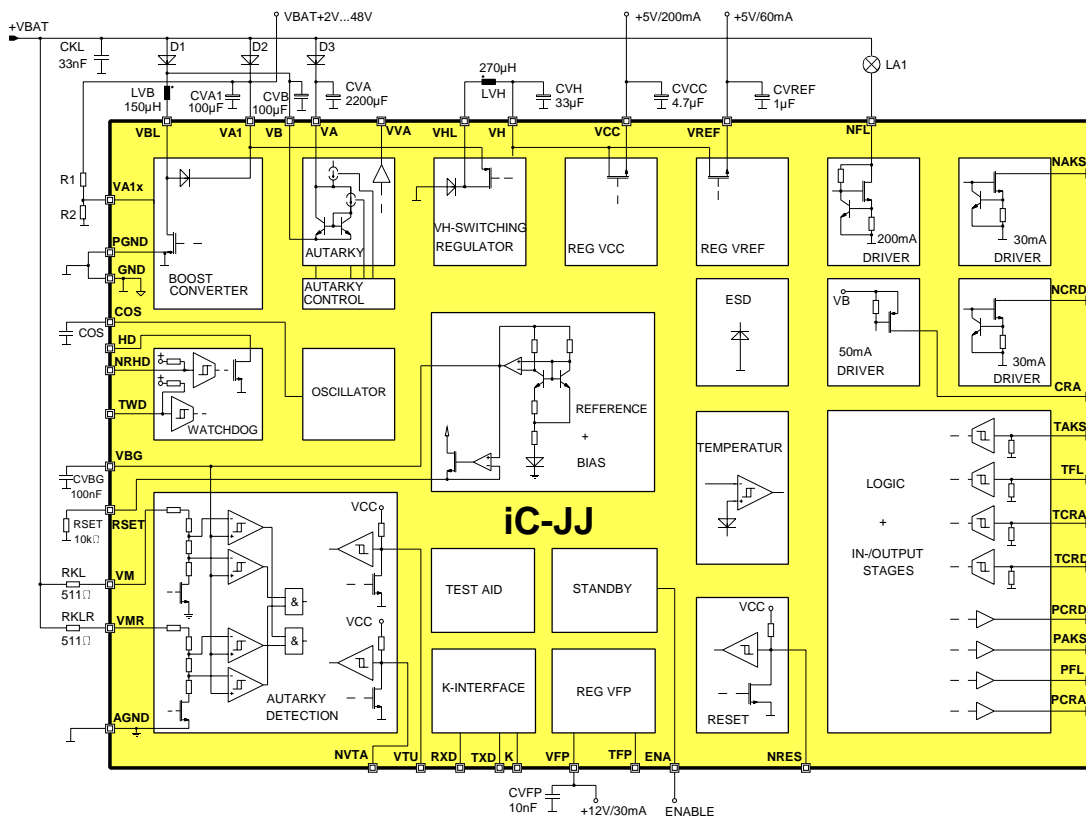 +VBAT
VBAT+2V...48V
+5V/200mA
+5V/60mA
CKL
33nF
D1
D2
D3
LVB
150µH
CVA1
100µF
CVB
100µF
CVA
2200µF
270µH
LVH
CVH
33µF
CVCC
4.7µF
CVREF
1µF
LA1
VBL
VA1
VB
VA
VVA
VHL
VH
VCC
VREF
NFL
R1
R2
VA1x
PGND
GND
COS
COS
HD
NRHD
TWD
VBG
CVBG
100nF
RSET
RSET
10kΩ
VM
RKL
511Ω
VMR
RKLR
511Ω
AGND
BOOST
CONVERTER
AUTARKY
AUTARKY
CONTROL
VH-SWITCHING
REGULATOR
REG VCC
REG VREF
200mA
DRIVER
30mA
DRIVER
NAKS
ESD
VB
50mA
DRIVER
30mA
DRIVER
NCRD
CRA
+
+
WATCHDOG
OSCILLATOR
REFERENCE
+
BIAS
TEMPERATUR
LOGIC
+
IN-/OUTPUT
STAGES
TAKS
TFL
TCRA
TCRD
PCRD
PAKS
PFL
PCRA
iC-JJ
VCC
VCC
&
&
AUTARKY
DETECTION
TEST AID
STANDBY
K-INTERFACE
REG VFP
VCC
RESET
NVTA
VTU
RXD
TXD
K
VFP
TFP
ENA
NRES
CVFP
10nF
+12V/30mA
ENABLE